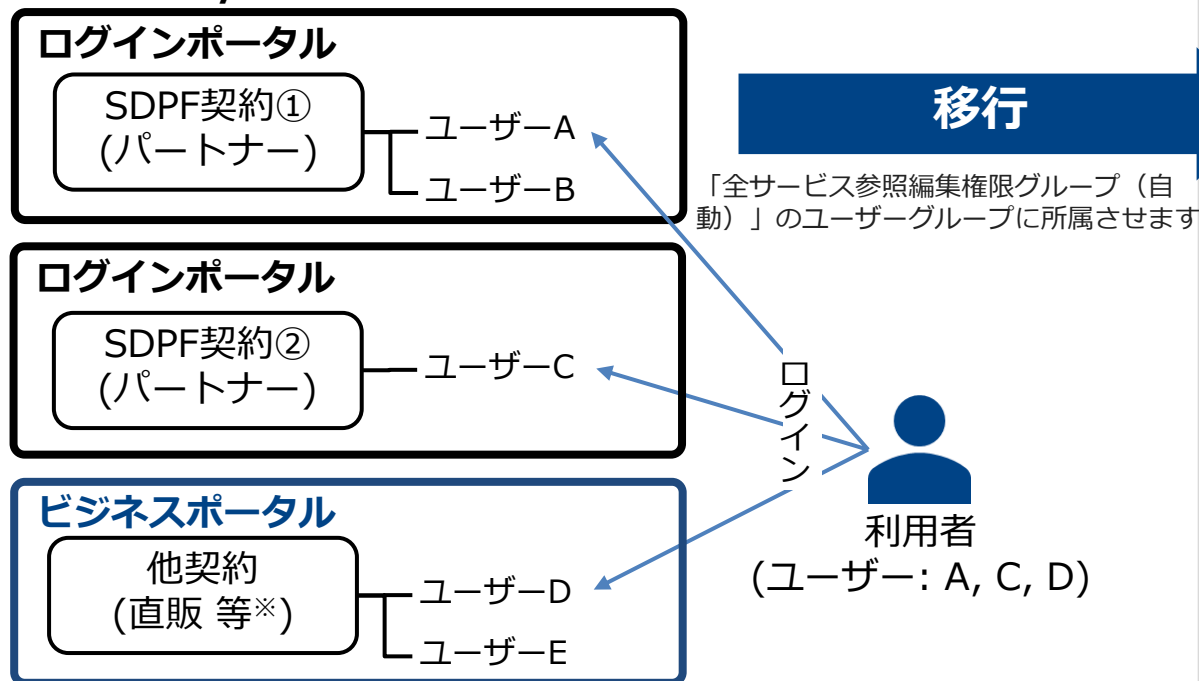 ログインポータル
SDPF契約①
(パートナー)
ユーザーA
ユーザーB
移行
「全サービス参照編集権限グループ（自
動）」のユーザーグループに所属させます
ログインポータル
SDPF契約②
(パートナー)
ユーザーC
ログイン
ビジネスポータル
他契約
(直販 等※)
ユーザーD
ユーザーE
利用者
(ユーザー: A, C, D)